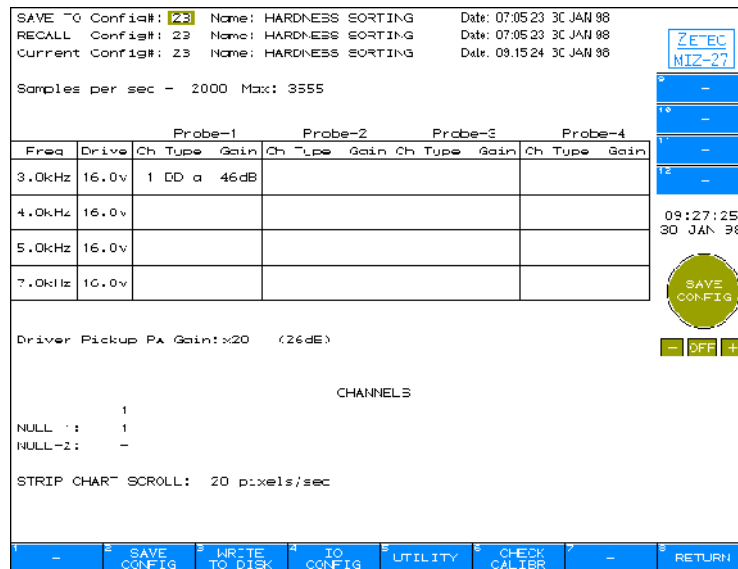 SAVE TO Config#: 23 Name: HARDNESS SORTING Date: 07:05:23 30 JAN 98
RECALL Config#: 23 Name: HARDNESS SORTING Date: 07:05:23 30 JAN 98
Current Config#: 23 Name: HARDNESS SORTING Date: 09:15:24 30 JAN 98
ZETEC
MIZ-27
Samples per sec - 2000 Max: 3555
9 -
10 -
11 -
12 -
Probe-1 Probe-2 Probe-3 Probe-4
Freq Drive Ch Type Gain Ch Type Gain Ch Type Gain Ch Type Gain
3.0kHz 16.0v 1 DD a 46dB
4.0kHz 16.0v
5.0kHz 16.0v
7.0kHz 16.0v
09:27:25
30 JAN 98
SAVE
CONFIG
- OFF +
Driver Pickup PA Gain: x20 (26dB)
CHANNELS
1
NULL-1: 1
NULL-2: -
STRIP CHART SCROLL: 20 pixels/sec
1 - 2 SAVE CONFIG 3 WRITE TO DISK 4 IO CONFIG 5 UTILITY 6 CHECK CALIBR 7 - 8 RETURN